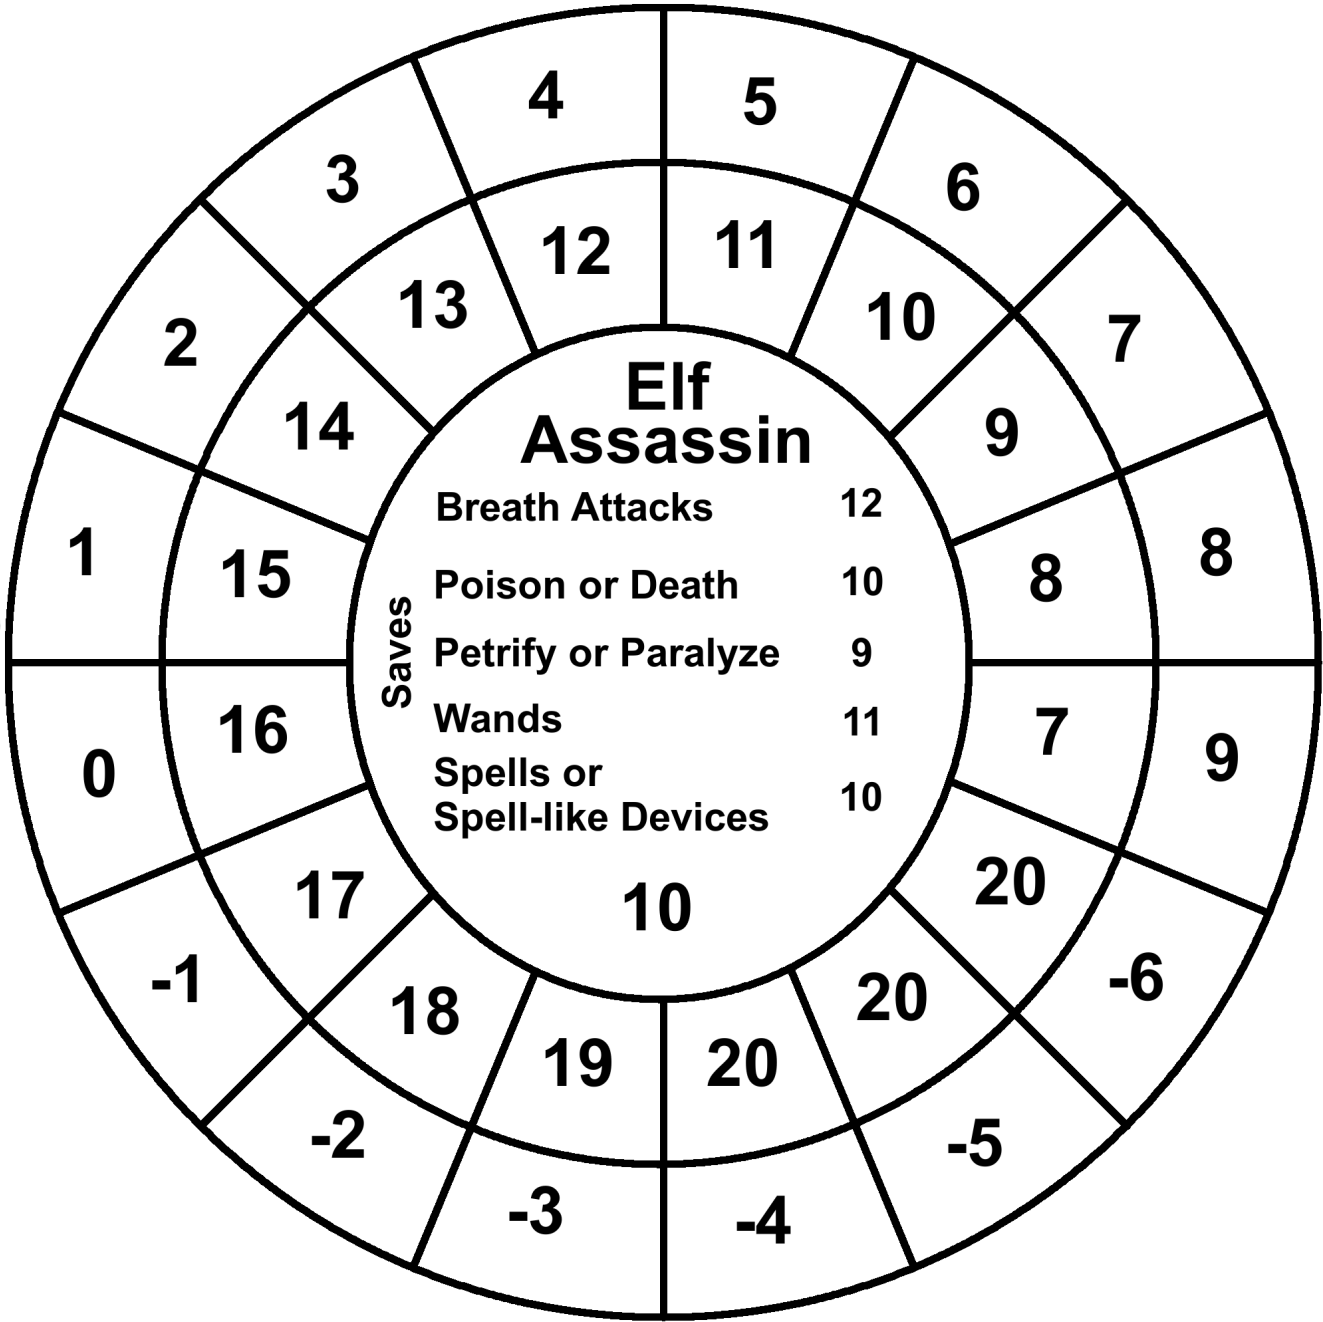 4 5
3 6
12 11
13 10
2 7
14 9
Elf
Assassin
Breath Attacks 12
1 8
15 8
Poison or Death 10
Saves
Petrify or Paralyze 9
Wands 11
16 7
0 9
Spells or
Spell-like Devices 10
17 20
10
-1 -6
18 20
19 20
-2 -5
-3 -4